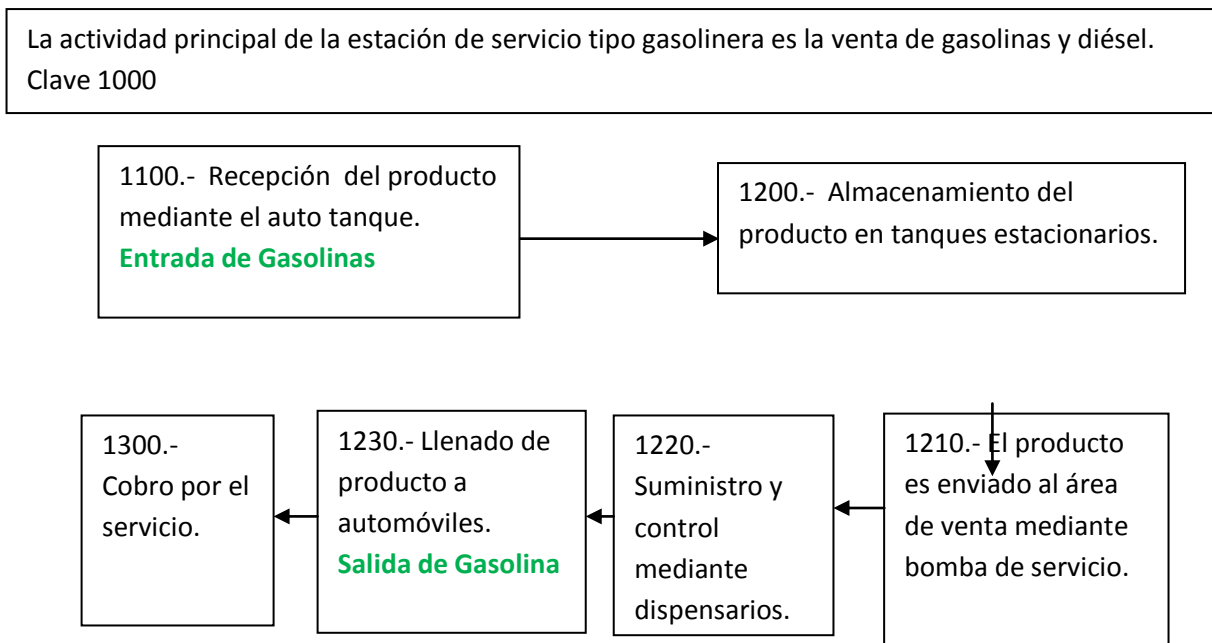 La actividad principal de la estación de servicio tipo gasolinera es la venta de gasolinas y diésel.
Clave 1000
1100.- Recepción del producto
mediante el auto tanque.
Entrada de Gasolinas
1200.- Almacenamiento del
producto en tanques estacionarios.
1210.- El producto
es enviado al área
de venta mediante
bomba de servicio.
1220.-
Suministro y
control
mediante
dispensarios.
1230.- Llenado de
producto a
automóviles.
Salida de Gasolina
1300.-
Cobro por el
servicio.